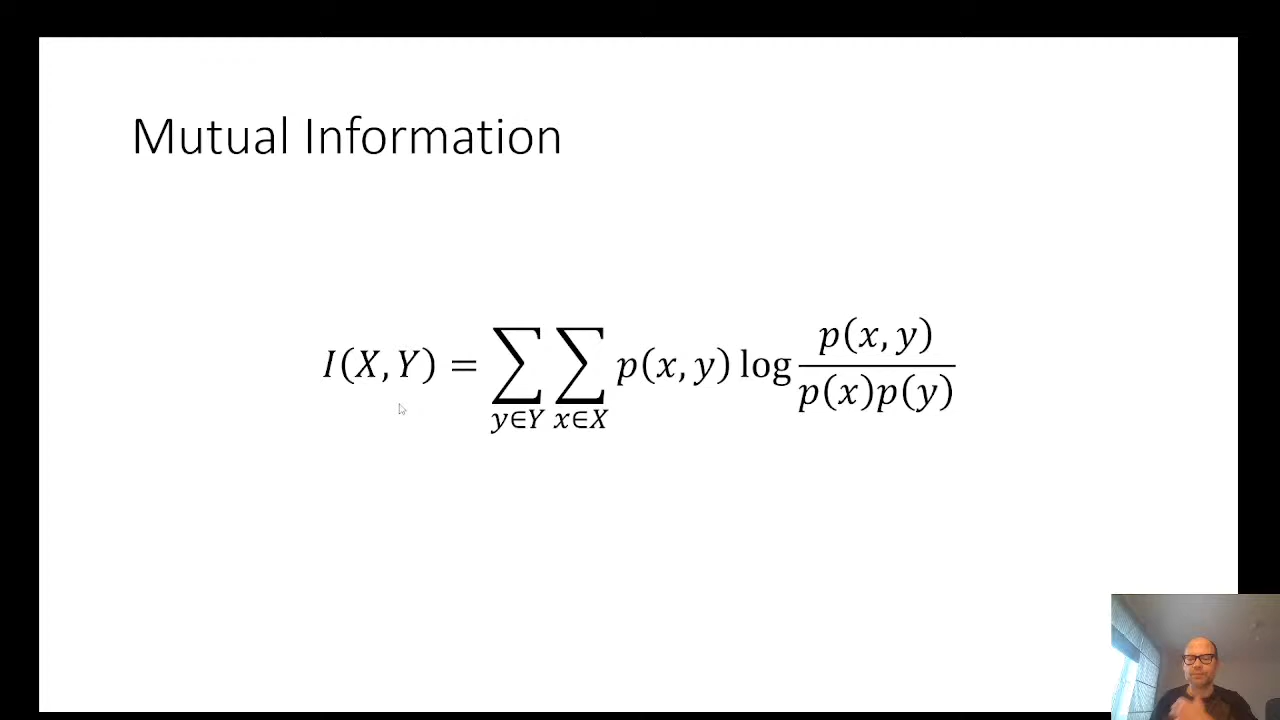 Mutual Information
I(X, Y) = ∑_{y∈Y} ∑_{x∈X} p(x, y) log p(x, y) / p(x)p(y)